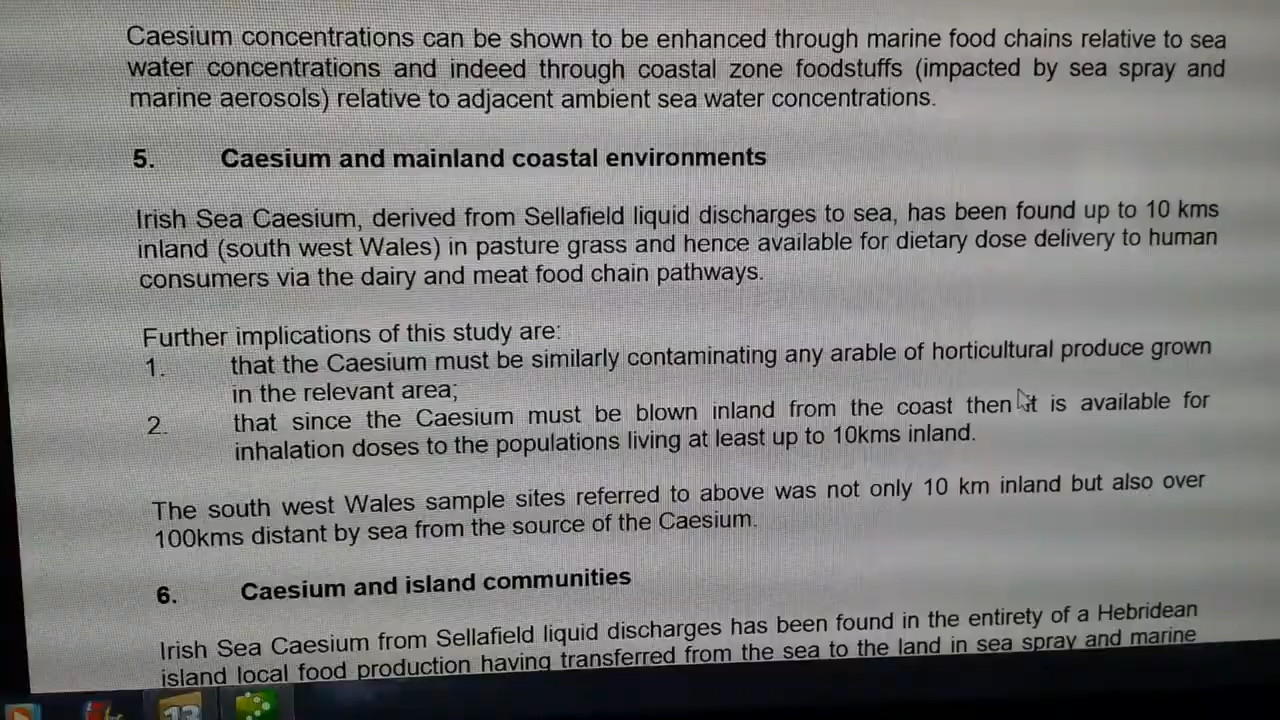 Caesium concentrations can be shown to be enhanced through marine food chains relative to sea
water concentrations and indeed through coastal zone foodstuffs (impacted by sea spray and
marine aerosols) relative to adjacent ambient sea water concentrations.
5. Caesium and mainland coastal environments
Irish Sea Caesium, derived from Sellafield liquid discharges to sea, has been found up to 10 kms
inland (south west Wales) in pasture grass and hence available for dietary dose delivery to human
consumers via the dairy and meat food chain pathways.
Further implications of this study are:
1. that the Caesium must be similarly contaminating any arable of horticultural produce grown
in the relevant area;
2. that since the Caesium must be blown inland from the coast then it is available for
inhalation doses to the populations living at least up to 10kms inland.
The south west Wales sample sites referred to above was not only 10 km inland but also over
100kms distant by sea from the source of the Caesium.
6. Caesium and island communities
Irish Sea Caesium from Sellafield liquid discharges has been found in the entirety of a Hebridean
island local food production having transferred from the sea to the land in sea spray and marine